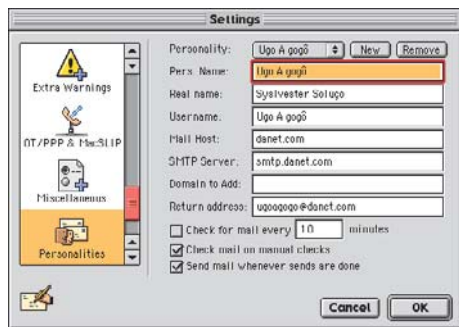 Settings
Extra Warnings
OT/PPP & MacSLIP
Miscellaneous
Personalities
Personality: Ugo A gogô New Remove
Pers. Name: Ugo A gogô
Real name: Sysivester Soluço
Username: Ugo A gogô
Mail Host: danet.com
SMTP Server: smtp.danet.com
Domain to Add:
Return address: ugoagogo@danet.com
Check for mail every 10 minutes
Check mail on manual checks
Send mail whenever sends are done
Cancel OK